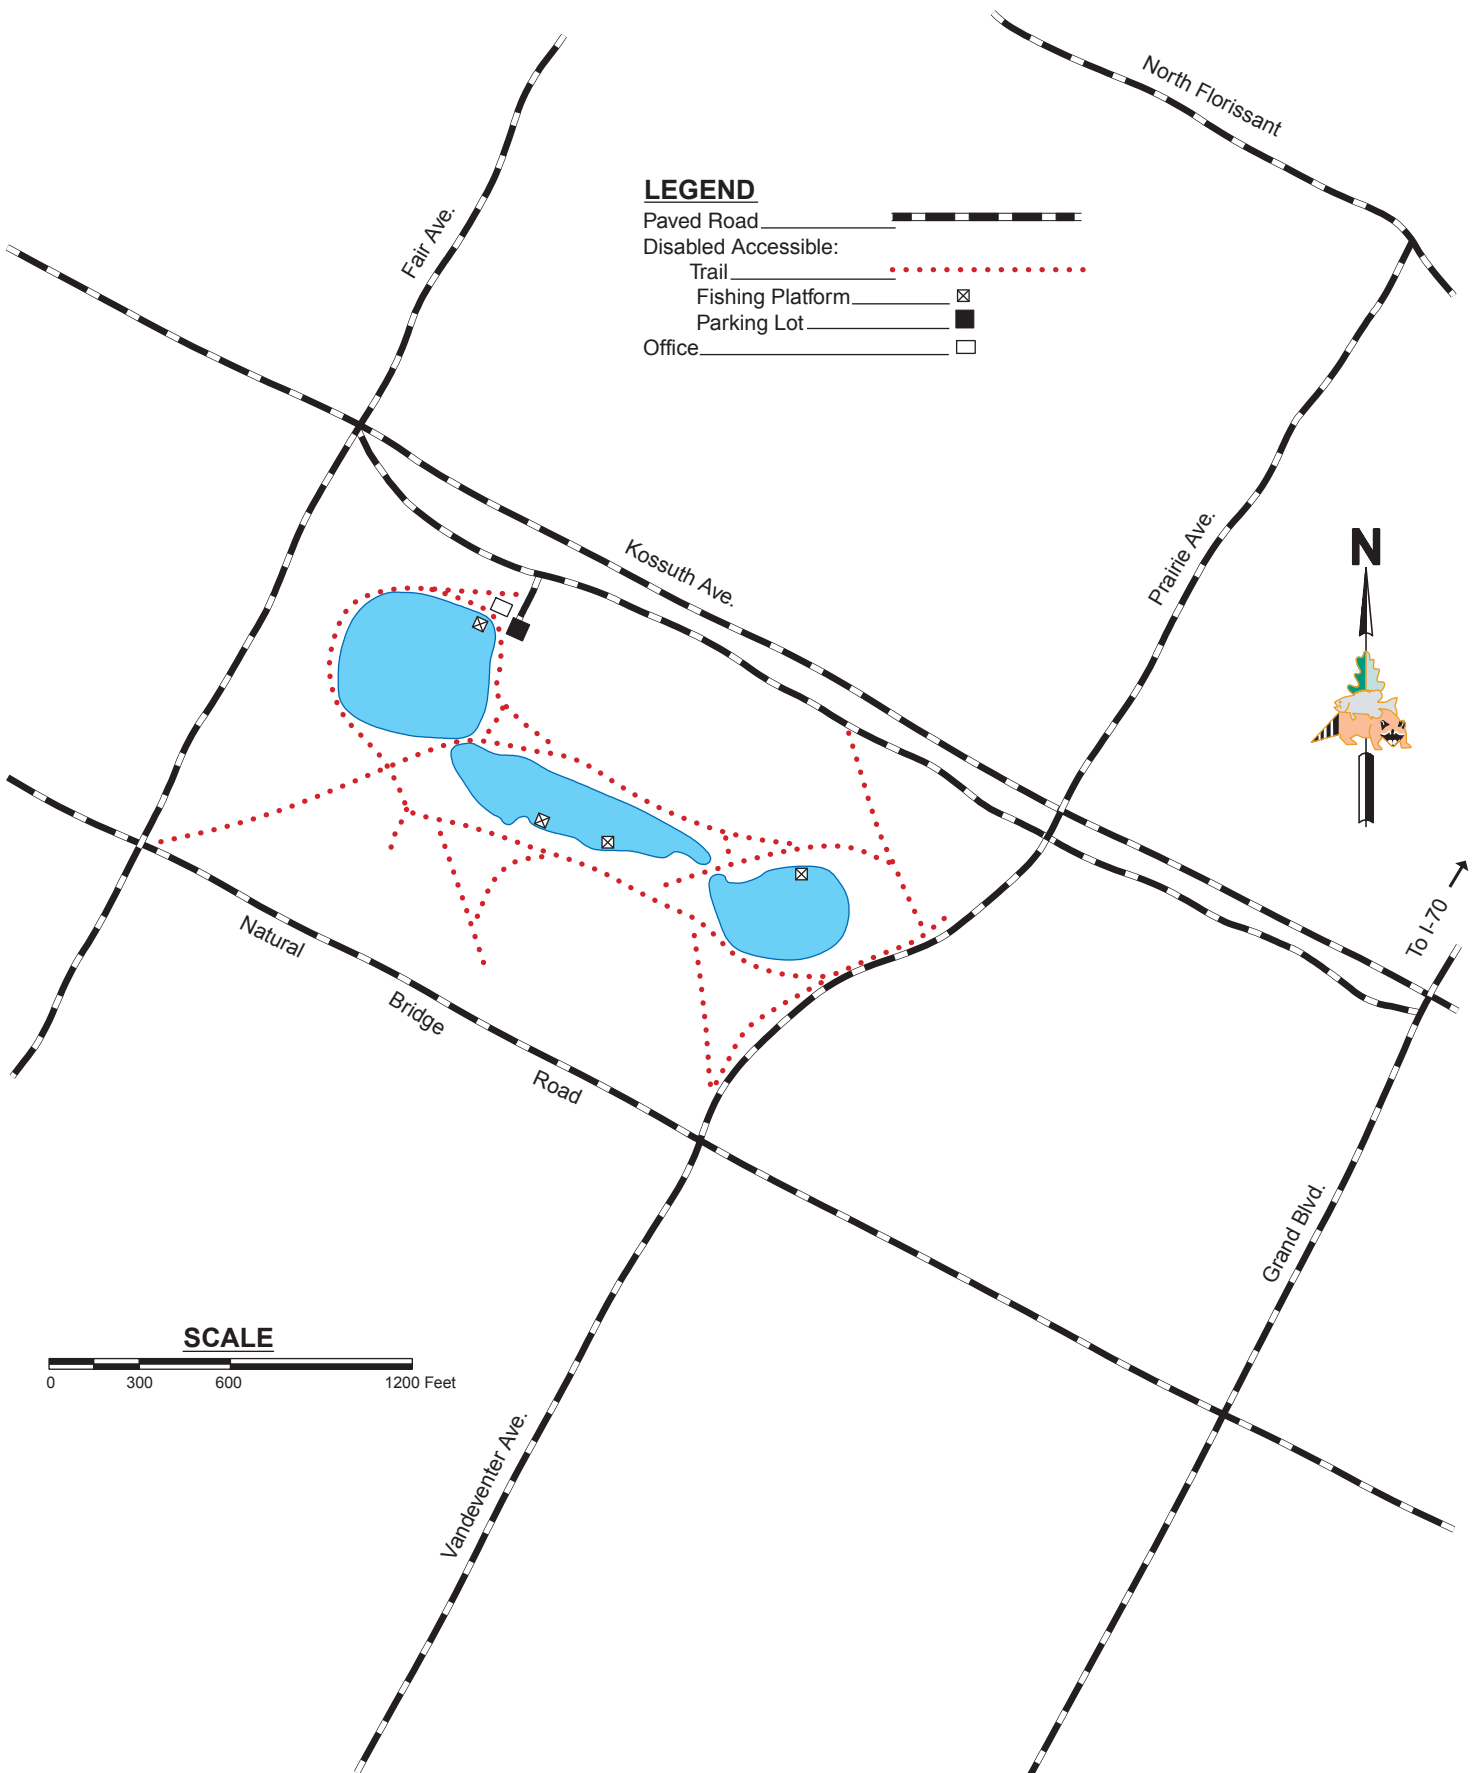 North Florissant
LEGEND
Paved Road
Disabled Accessible:
Trail
Fishing Platform
Parking Lot
Office
Fair Ave.
Kossuth Ave.
Prairie Ave.
N
To I-70
Natural
Bridge
Road
Grand Blvd.
SCALE
0 300 600 1200 Feet
Vandeventer Ave.